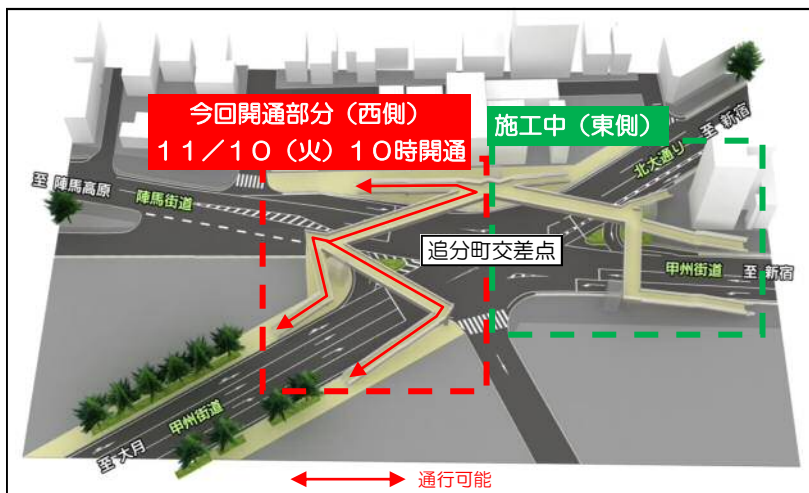 今回開通部分（西側）
１１／１０（火）１０時開通
施工中（東側）
至 新宿
北大通り
至 陣馬高原
陣馬街道
追分町交差点
甲州街道
至 新宿
甲州街道
至 大月
通行可能